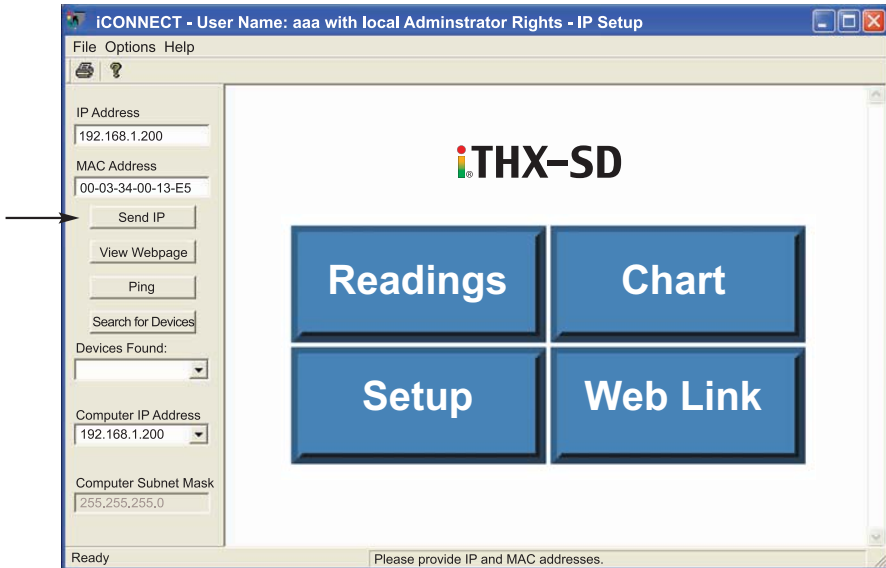 iCONNECT - User Name: aaa with local Adminstrator Rights - IP Setup
File Options Help
IP Address
192.168.1.200
MAC Address
00-03-34-00-13-E5
Send IP
View Webpage
Ping
Search for Devices
Devices Found:
Computer IP Address
192.168.1.200
Computer Subnet Mask
255.255.255.0
i®THX-SD
Readings
Chart
Setup
Web Link
Ready
Please provide IP and MAC addresses.